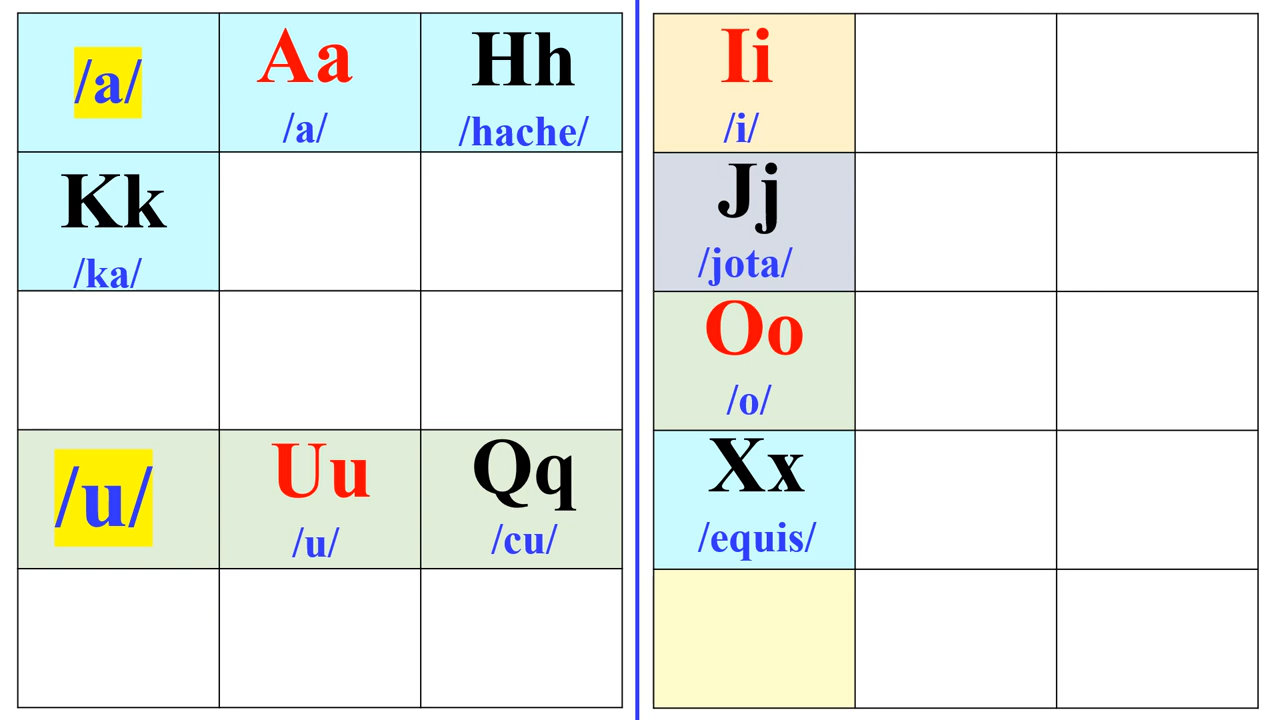 /a/
Aa
/a/
Hh
/hache/
Kk
/ka/
/u/
Uu
/u/
Qq
/cu/
Ii
/i/
Jj
/jota/
Oo
/o/
Xx
/equis/